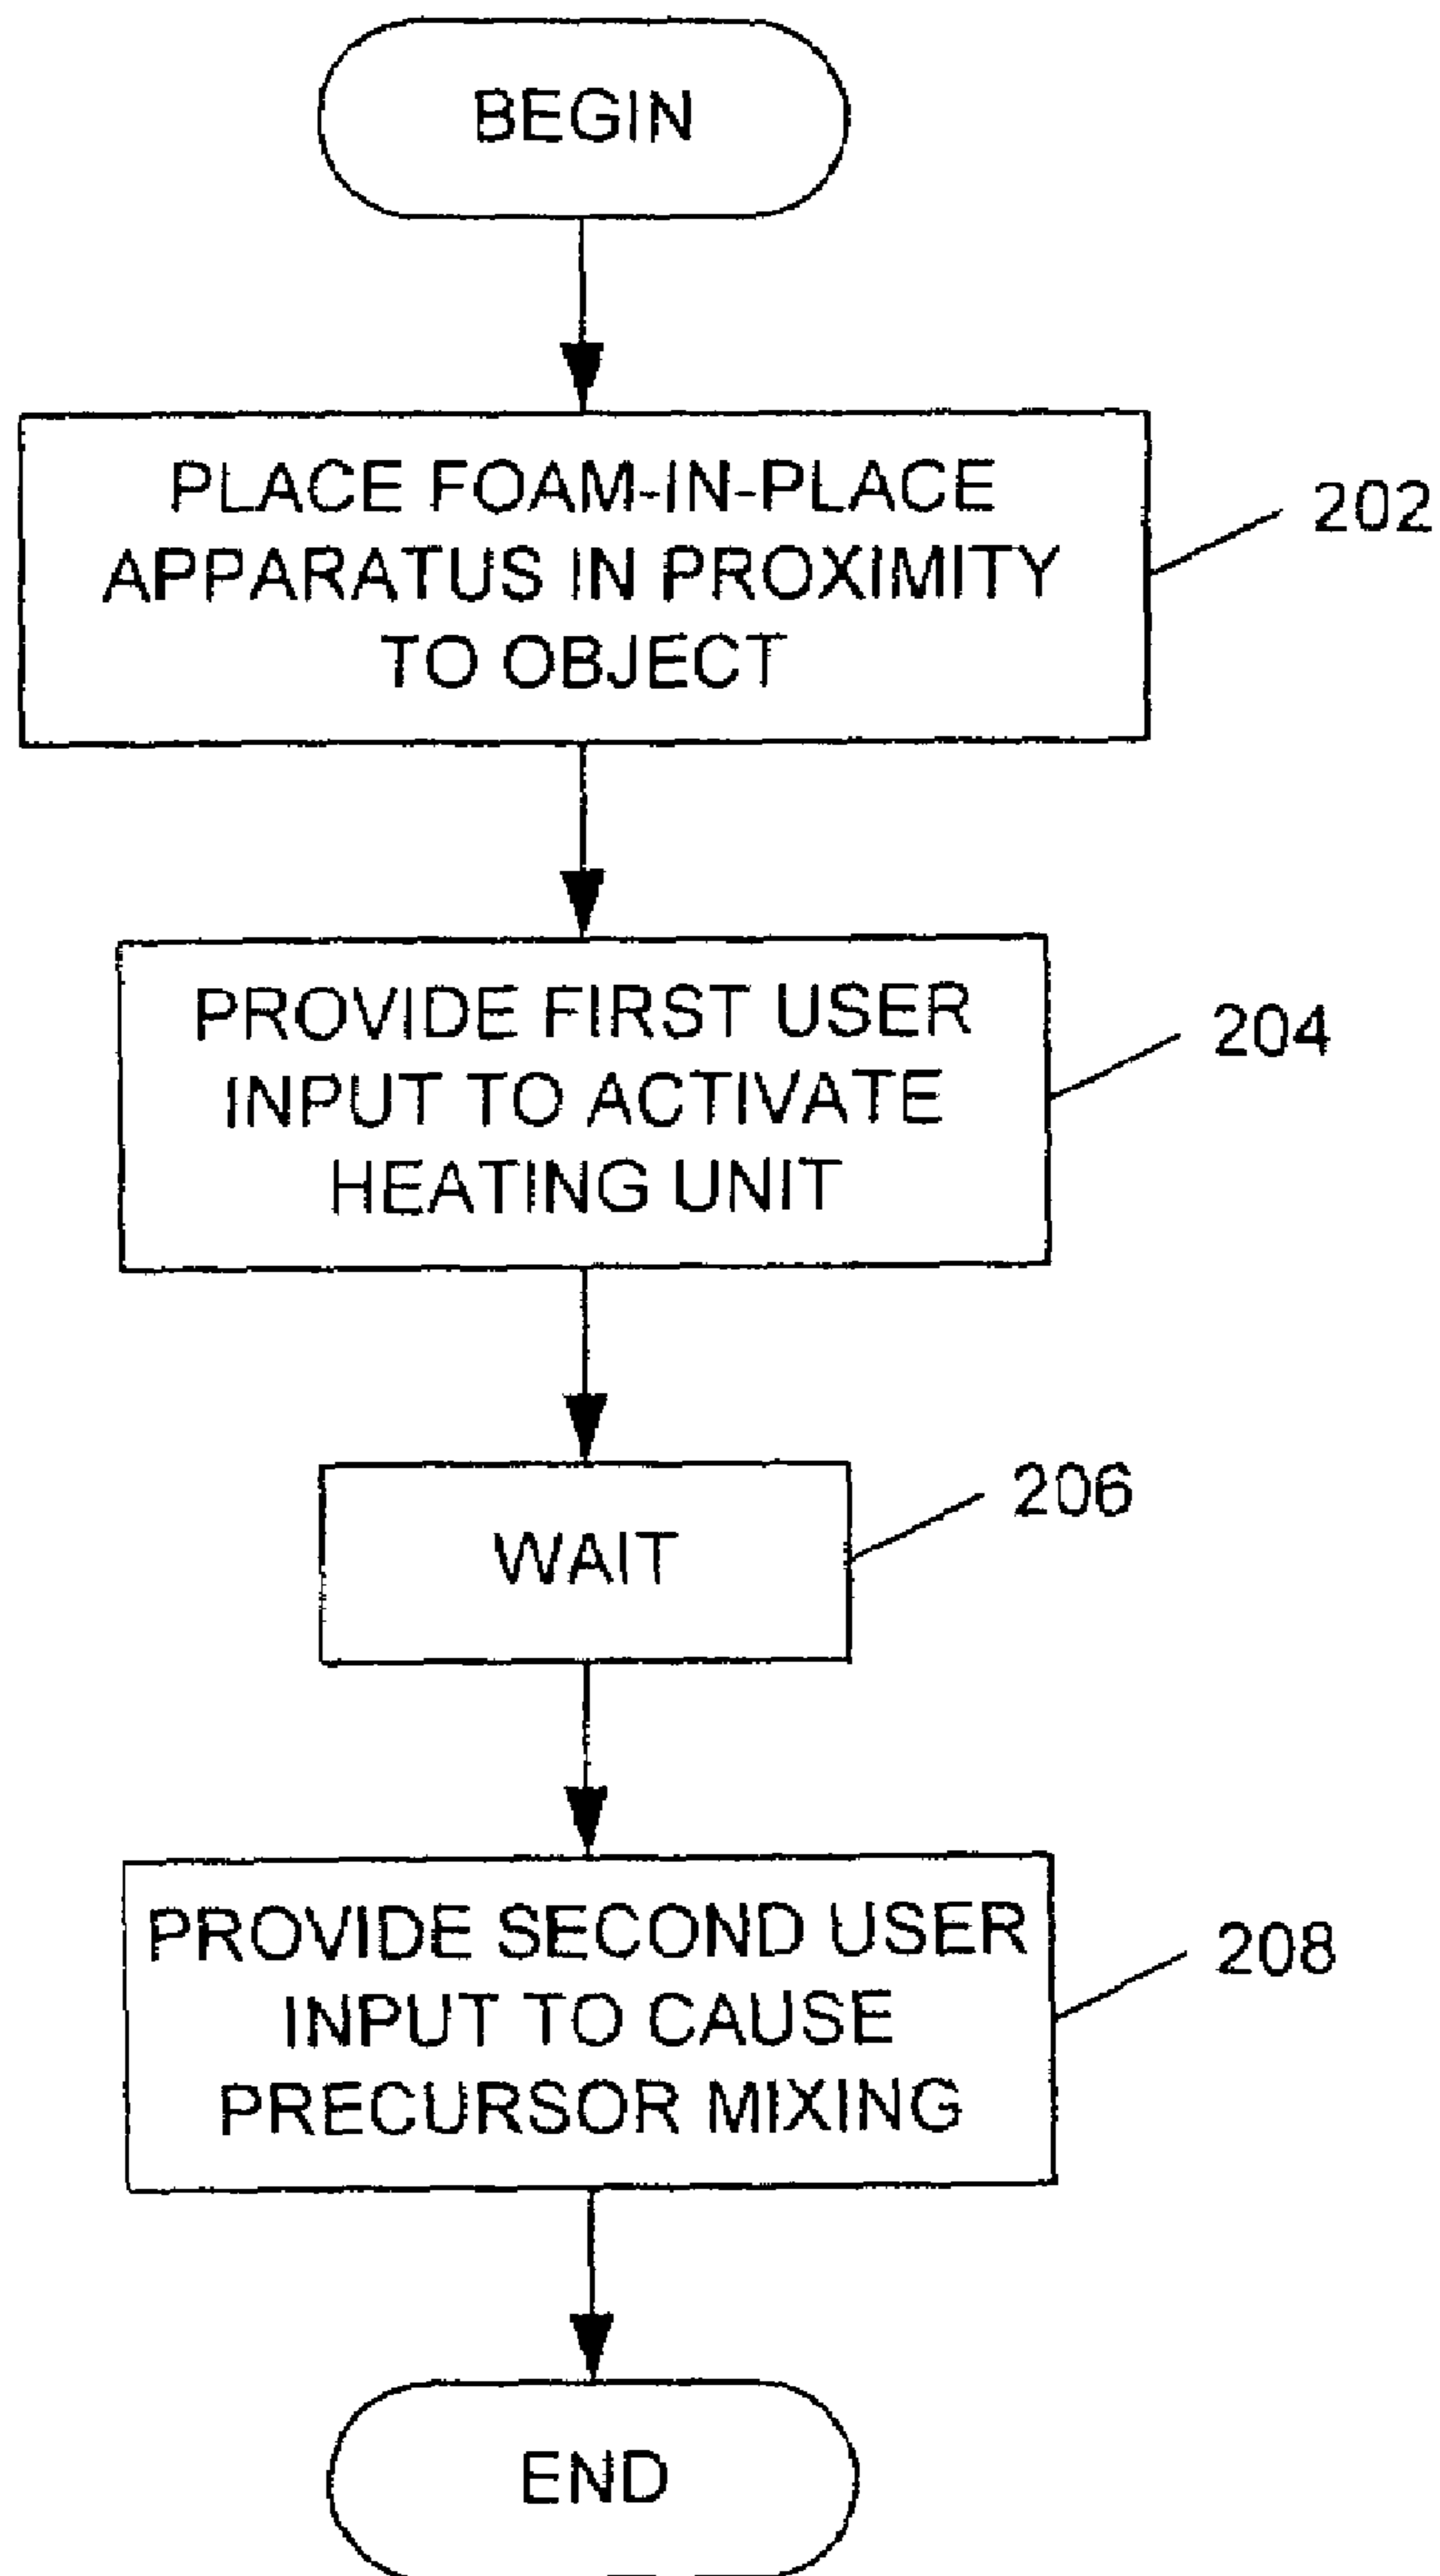 BEGIN
PLACE FOAM-IN-PLACE
APPARATUS IN PROXIMITY
TO OBJECT
202
PROVIDE FIRST USER
INPUT TO ACTIVATE
HEATING UNIT
204
WAIT
206
PROVIDE SECOND USER
INPUT TO CAUSE
PRECURSOR MIXING
208
END